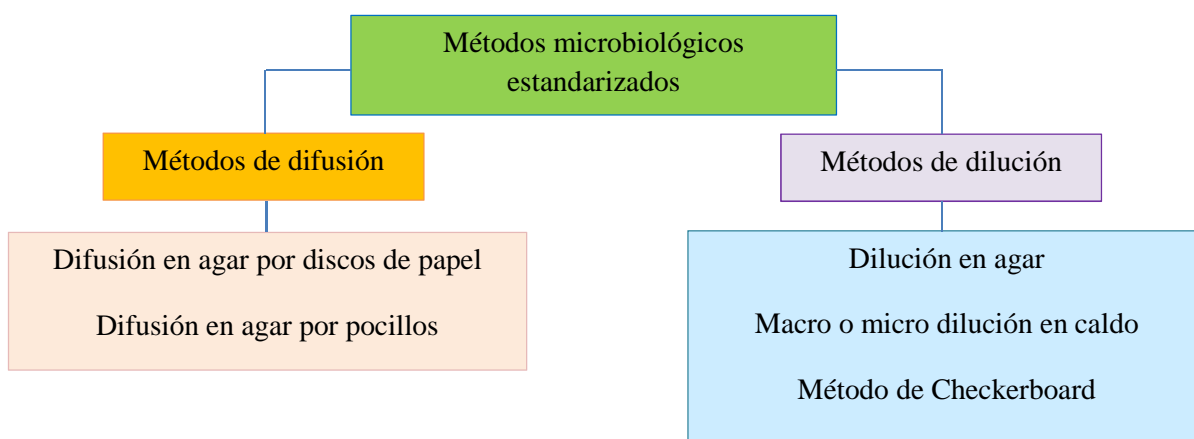 Métodos microbiológicos
estandarizados
Métodos de difusión
Métodos de dilución
Difusión en agar por discos de papel
Difusión en agar por pocillos
Dilución en agar
Macro o micro dilución en caldo
Método de Checkerboard